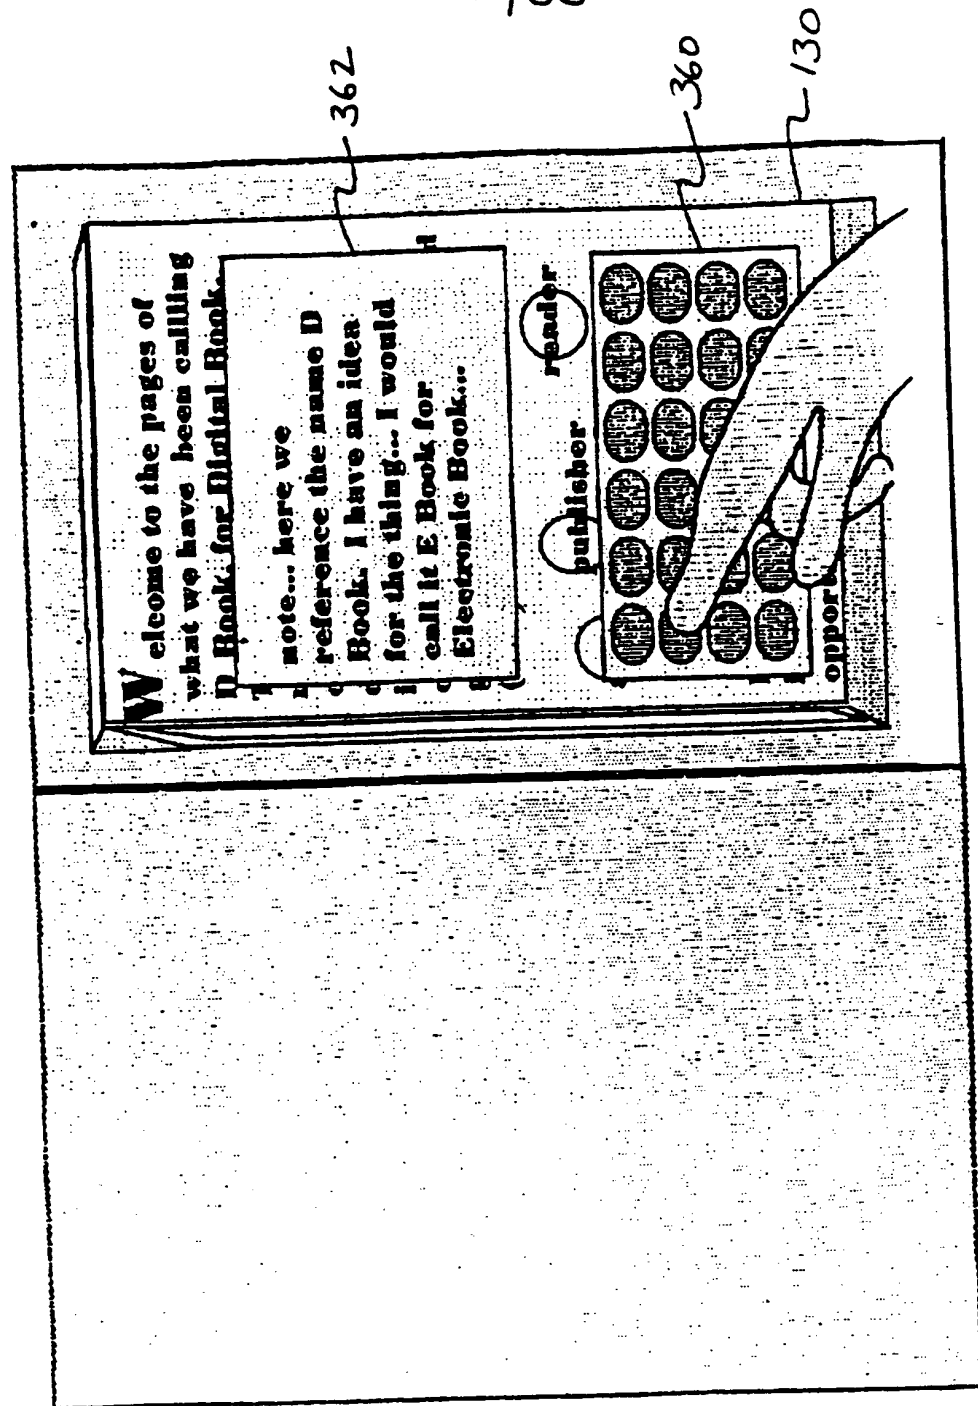 362
360
130
Welcome to the pages of
what we have been callling
D Book for Digital Book.
note... here we
reference the name D
Book. I have an idea
for the thing... I would
call it E Book for
Electronic Book...
publisher reader
oppor